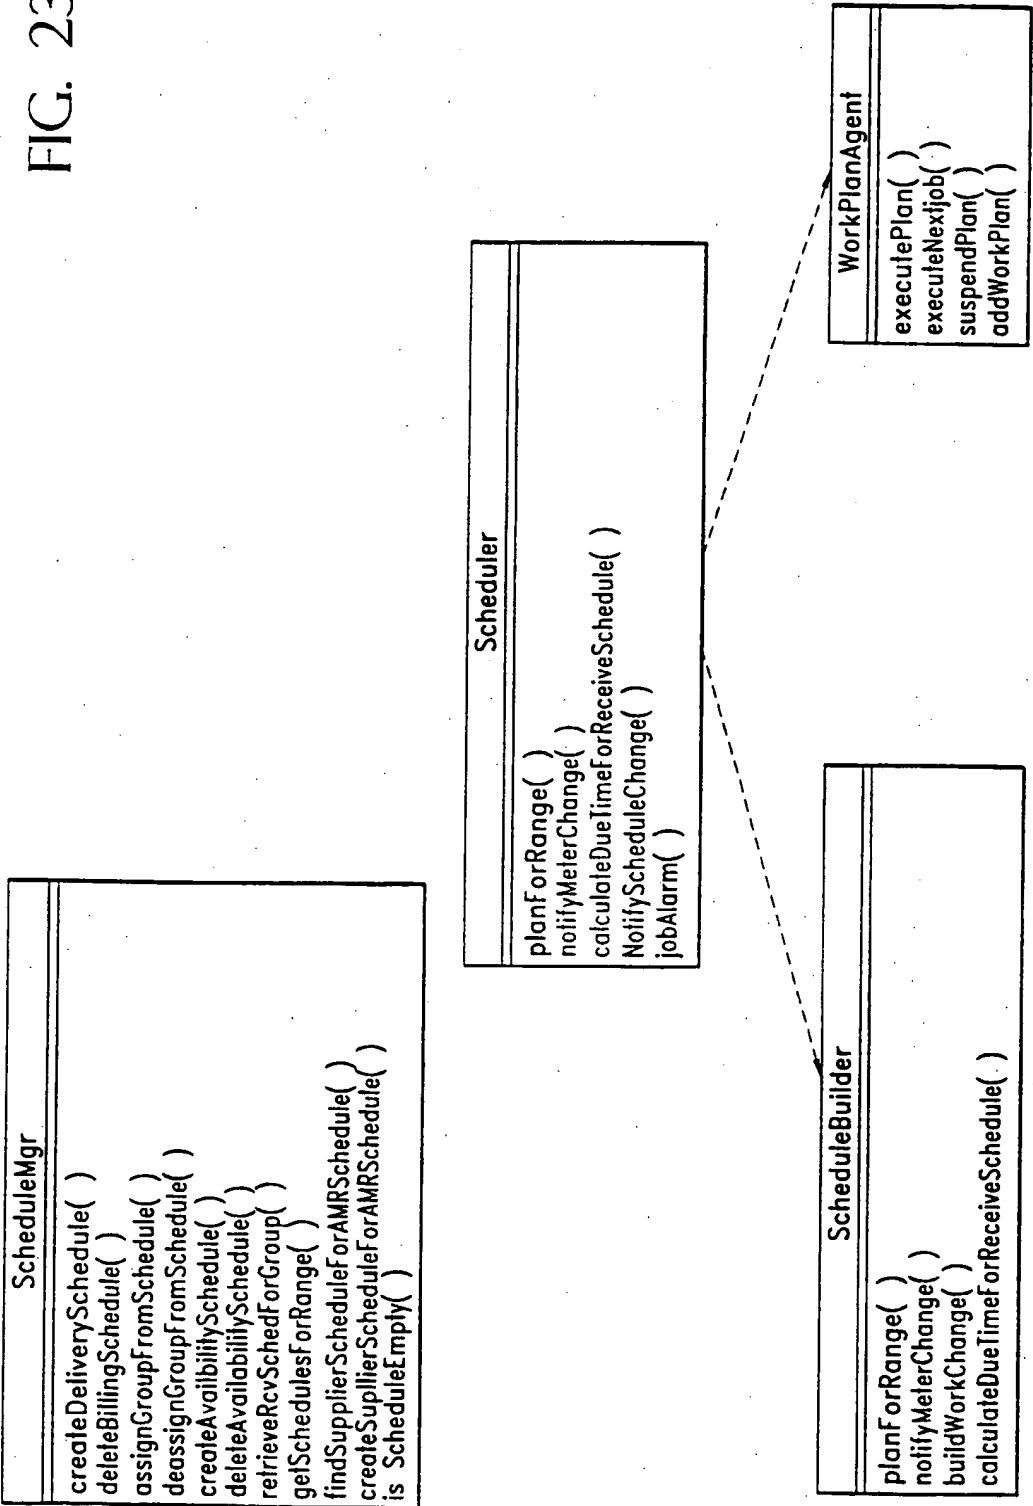 FIG. 23
ScheduleMgr
createDeliverySchedule( )
deleteBillingSchedule( )
assignGroupFromSchedule( )
deassignGroupFromSchedule( )
createAvailbilitySchedule( )
deleteAvailabilitySchedule( )
retrieveRcvSchedForGroup( )
getSchedulesForRange( )
findSupplierScheduleForAMRSchedule( )
createSupllierScheduleForAMRSchedule( )
is ScheduleEmply( )
Scheduler
planForRange( )
notifyMeterChange( )
calculateDueTimeForReceiveSchedule( )
NotifyScheduleChange( )
jobAlarm( )
ScheduleBuilder
planForRange( )
notifyMeterChange( )
buildWorkChange( )
calculateDueTimeForReceiveSchedule( )
WorkPlanAgent
executePlan( )
executeNextjob( )
suspendPlan( )
addWorkPlan( )